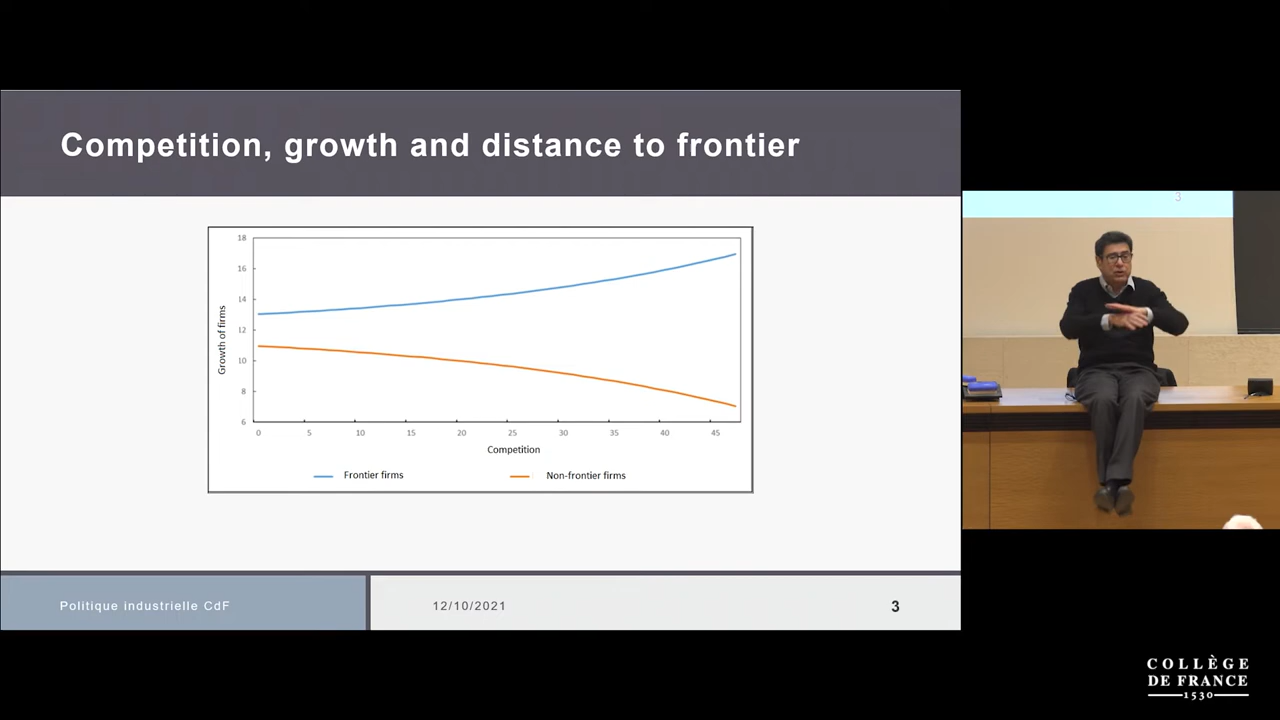 Competition, growth and distance to frontier
18
16
14
12
10
8
6
Growth of firms
0 5 10 15 20 25 30 35 40 45
Competition
Frontier firms Non-frontier firms
Politique industrielle CdF 12/10/2021 3
3
COLLÈGE
DE FRANCE
1530